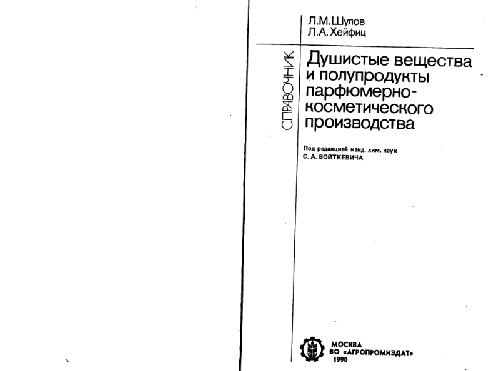 Л.М.Шулов
Л.А.Хейфиц
СПРАВОЧНИК
Душистые вещества
и полупродукты
парфюмерно-
косметического
производства
Под редакцией канд. хим. наук
С. А. ВОЙТКЕВИЧА
МОСКВА
ВО «АГРОПРОМИЗДАТ»
1990